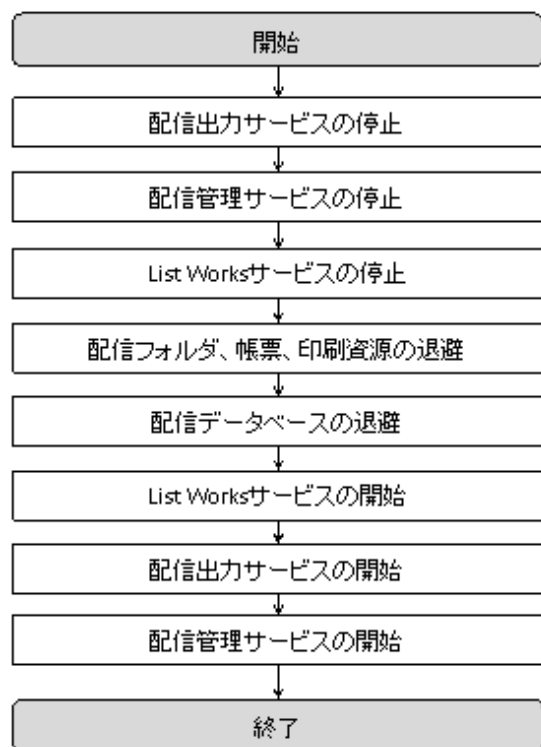 開始
配信出力サービスの停止
配信管理サービスの停止
List Worksサービスの停止
配信フォルダ、帳票、印刷資源の退避
配信データベースの退避
List Worksサービスの開始
配信出力サービスの開始
配信管理サービスの開始
終了